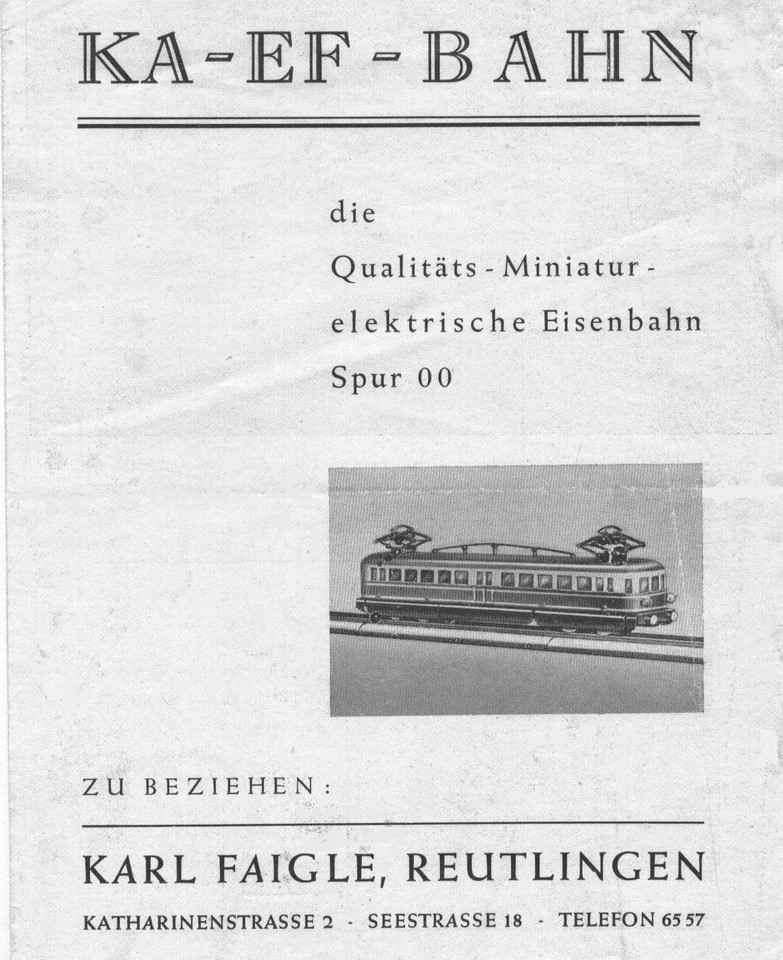 KA-EF-BAHN
die
Qualitäts-Miniatur-
elektrische Eisenbahn
Spur 00
ZU BEZIEHEN:
KARL FAIGLE, REUTLINGEN
KATHARINENSTRASSE 2 - SEESTRASSE 18 - TELEFON 65 57